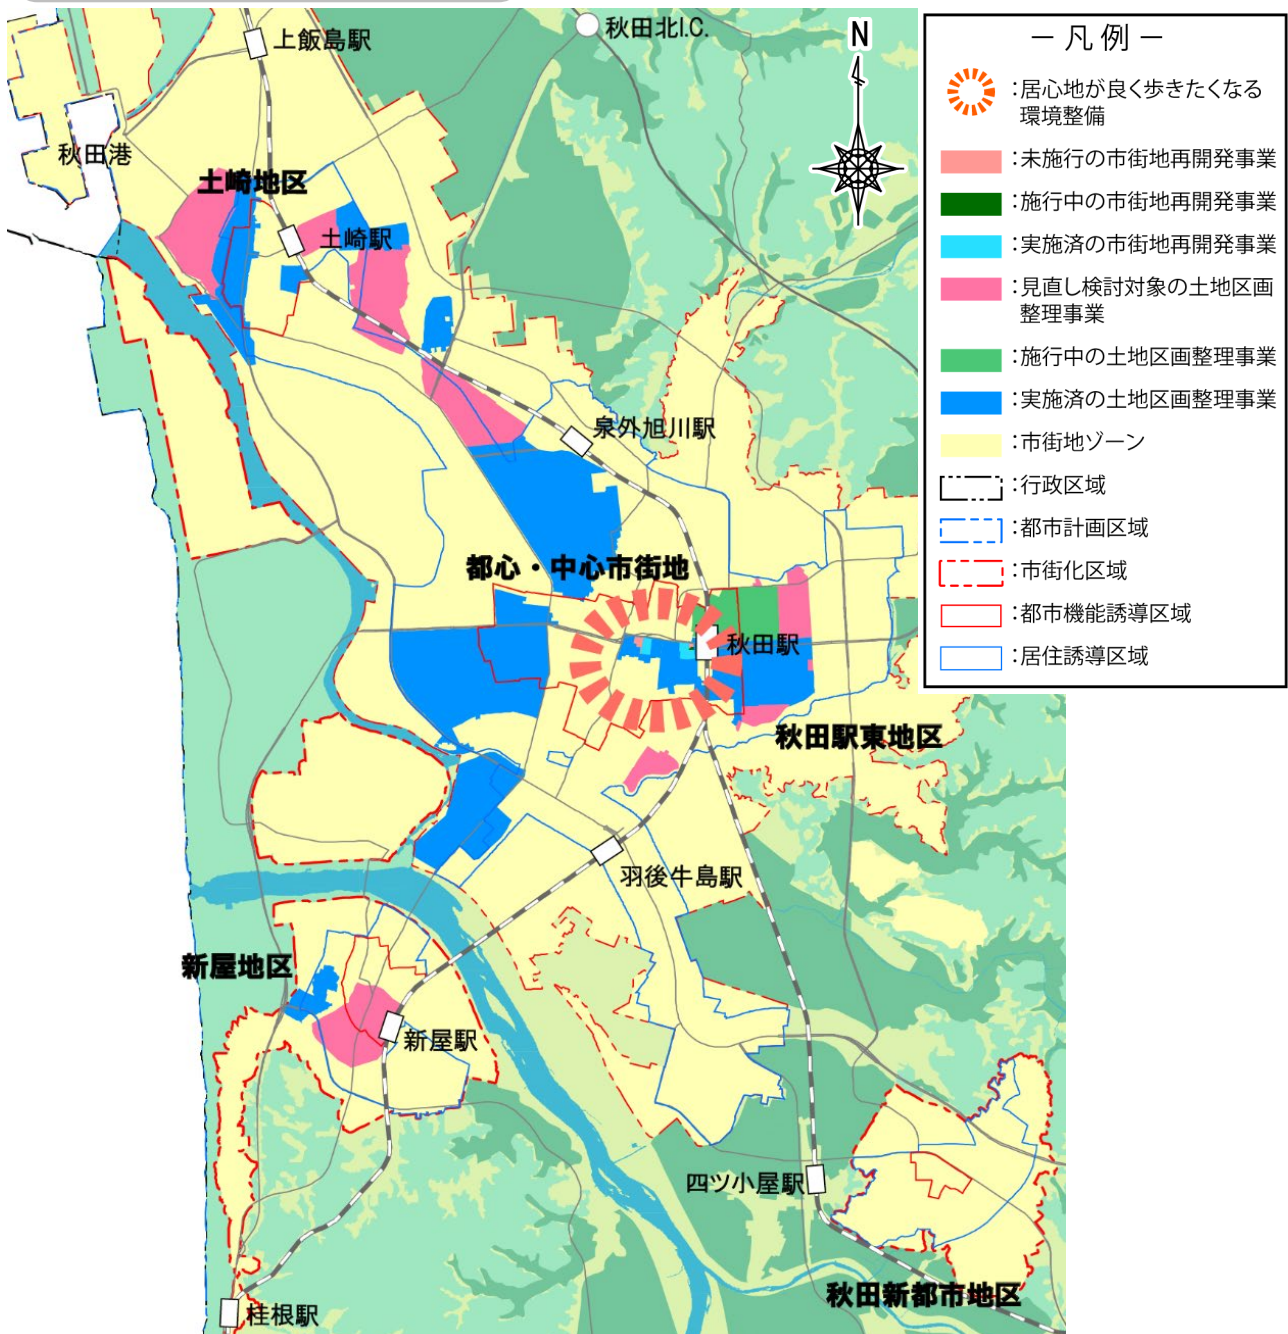 上飯島駅
秋田北I.C.
N
秋田港
土崎地区
土崎駅
泉外旭川駅
都心・中心市街地
秋田駅
秋田駅東地区
羽後牛島駅
新屋地区
新屋駅
四ツ小屋駅
秋田新都市地区
桂根駅
－ 凡 例 －
：居心地が良く歩きたくなる
環境整備
：未施行の市街地再開発事業
：施行中の市街地再開発事業
：実施済の市街地再開発事業
：見直し検討対象の土地区画
整理事業
：施行中の土地区画整理事業
：実施済の土地区画整理事業
：市街地ゾーン
：行政区域
：都市計画区域
：市街化区域
：都市機能誘導区域
：居住誘導区域